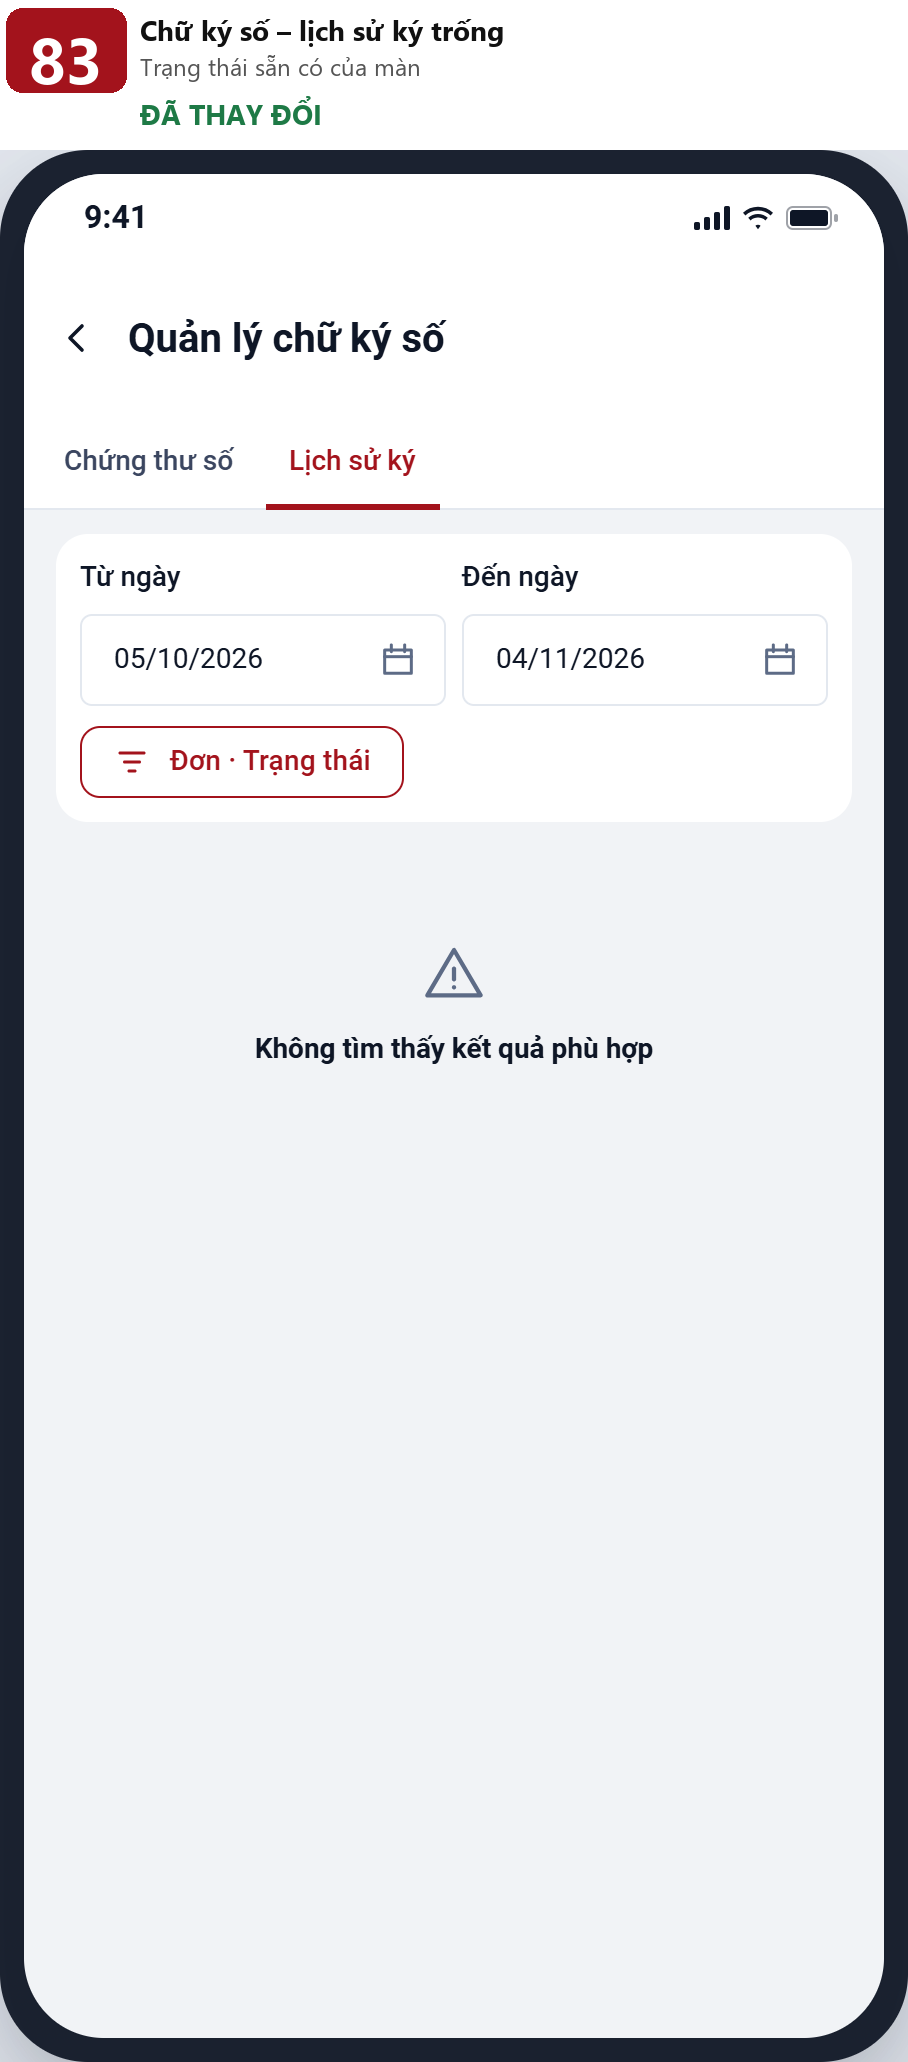 83
Chữ ký số – lịch sử ký trống
Trạng thái sẵn có của màn
ĐÃ THAY ĐỔI
9:41
Quản lý chữ ký số
Chứng thư số
Lịch sử ký
Từ ngày
Đến ngày
05/10/2026
04/11/2026
Đơn · Trạng thái
Không tìm thấy kết quả phù hợp